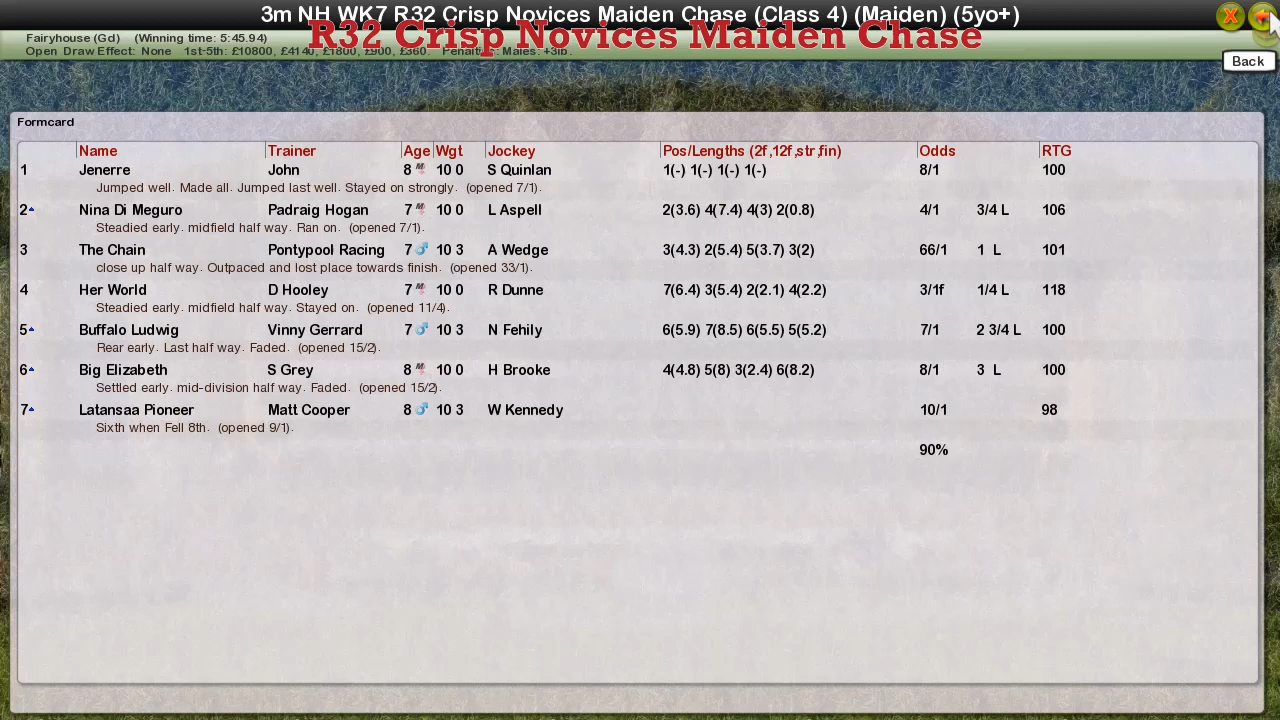 3m NH WK7 R32 Crisp Novices Maiden Chase (Class 4) (Maiden) (5yo+)
R32 Crisp Novices Maiden Chase
Fairyhouse (Gd) (Winning time: 5:45.94)
Open Draw Effect: None 1st-5th: £10800, £4140, £1800, £900, £360. Males: +3lb.
X
Back
Formcard
Name Trainer Age Wgt Jockey Pos/Lengths (2f,12f,str,fin) Odds RTG
1 Jenerre John 8 10 0 S Quinlan 1(-) 1(-) 1(-) 1(-) 8/1 100
Jumped well. Made all. Jumped last well. Stayed on strongly. (opened 7/1).
2 Nina Di Meguro Padraig Hogan 7 10 0 L Aspell 2(3.6) 4(7.4) 4(3) 2(0.8) 4/1 3/4 L 106
Steadied early. midfield half way. Ran on. (opened 7/1).
3 The Chain Pontypool Racing 7 10 3 A Wedge 3(4.3) 2(5.4) 5(3.7) 3(2) 66/1 1 L 101
close up half way. Outpaced and lost place towards finish. (opened 33/1).
4 Her World D Hooley 7 10 0 R Dunne 7(6.4) 3(5.4) 2(2.1) 4(2.2) 3/1f 1/4 L 118
Steadied early. midfield half way. Stayed on. (opened 11/4).
5 Buffalo Ludwig Vinny Gerrard 7 10 3 N Fehily 6(5.9) 7(8.5) 6(5.5) 5(5.2) 7/1 2 3/4 L 100
Rear early. Last half way. Faded. (opened 15/2).
6 Big Elizabeth S Grey 8 10 0 H Brooke 4(4.8) 5(8) 3(2.4) 6(8.2) 8/1 3 L 100
Settled early. mid-division half way. Faded. (opened 15/2).
7 Latansaa Pioneer Matt Cooper 8 10 3 W Kennedy 10/1 98
Sixth when Fell 8th. (opened 9/1).
90%